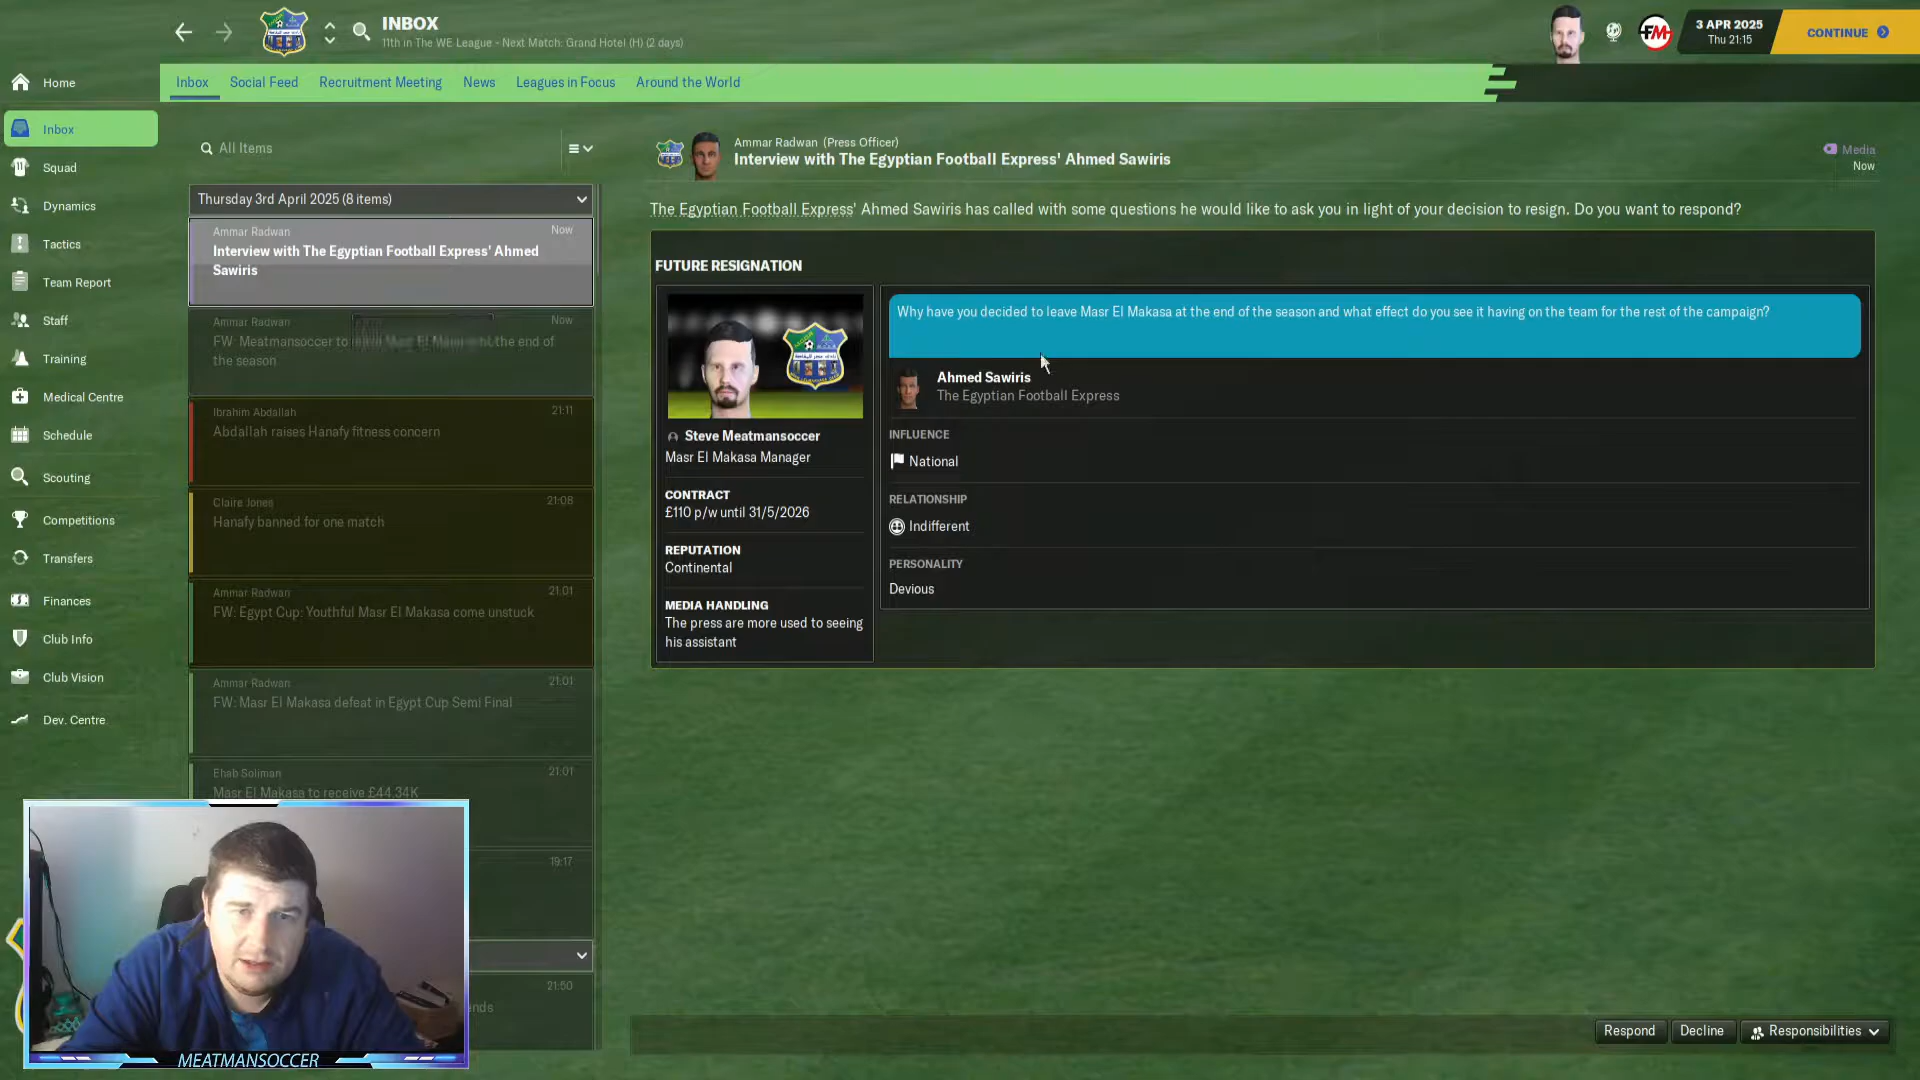 INBOX
11th in The WE League - Next Match: Grand Hotel (H) (2 days)
FM
3 APR 2025
Thu 21:15
CONTINUE
Home
Inbox
Squad
Dynamics
Tactics
Team Report
Staff
Training
Medical Centre
Schedule
Scouting
Competitions
Transfers
Finances
Club Info
Club Vision
Dev. Centre
Inbox
Social Feed
Recruitment Meeting
News
Leagues in Focus
Around the World
All Items
Thursday 3rd April 2025 (8 items)
Ammar Radwan
Now
Interview with The Egyptian Football Express' Ahmed
Sawiris
Ammar Radwan
Now
FW: Meatmansoccer to
the end of
the season
Ibrahim Abdallah
21:11
Abdallah raises Hanafy fitness concern
Claire Jones
21:08
Hanafy banned for one match
Ammar Radwan
21:01
FW: Egypt Cup: Youthful Masr El Makasa come unstuck
Ammar Radwan
21:01
FW: Masr El Makasa defeat in Egypt Cup Semi Final
Ehab Soliman
21:01
Masr El Makasa to receive £44.34K
19:17
21:50
ends
MEATMANSOCCER
Ammar Radwan (Press Officer)
Interview with The Egyptian Football Express' Ahmed Sawiris
Media
Now
The Egyptian Football Express' Ahmed Sawiris has called with some questions he would like to ask you in light of your decision to resign. Do you want to respond?
FUTURE RESIGNATION
Steve Meatmansoccer
Masr El Makasa Manager
CONTRACT
£110 p/w until 31/5/2026
REPUTATION
Continental
MEDIA HANDLING
The press are more used to seeing
his assistant
Why have you decided to leave Masr El Makasa at the end of the season and what effect do you see it having on the team for the rest of the campaign?
Ahmed Sawiris
The Egyptian Football Express
INFLUENCE
National
RELATIONSHIP
Indifferent
PERSONALITY
Devious
Respond
Decline
Responsibilities